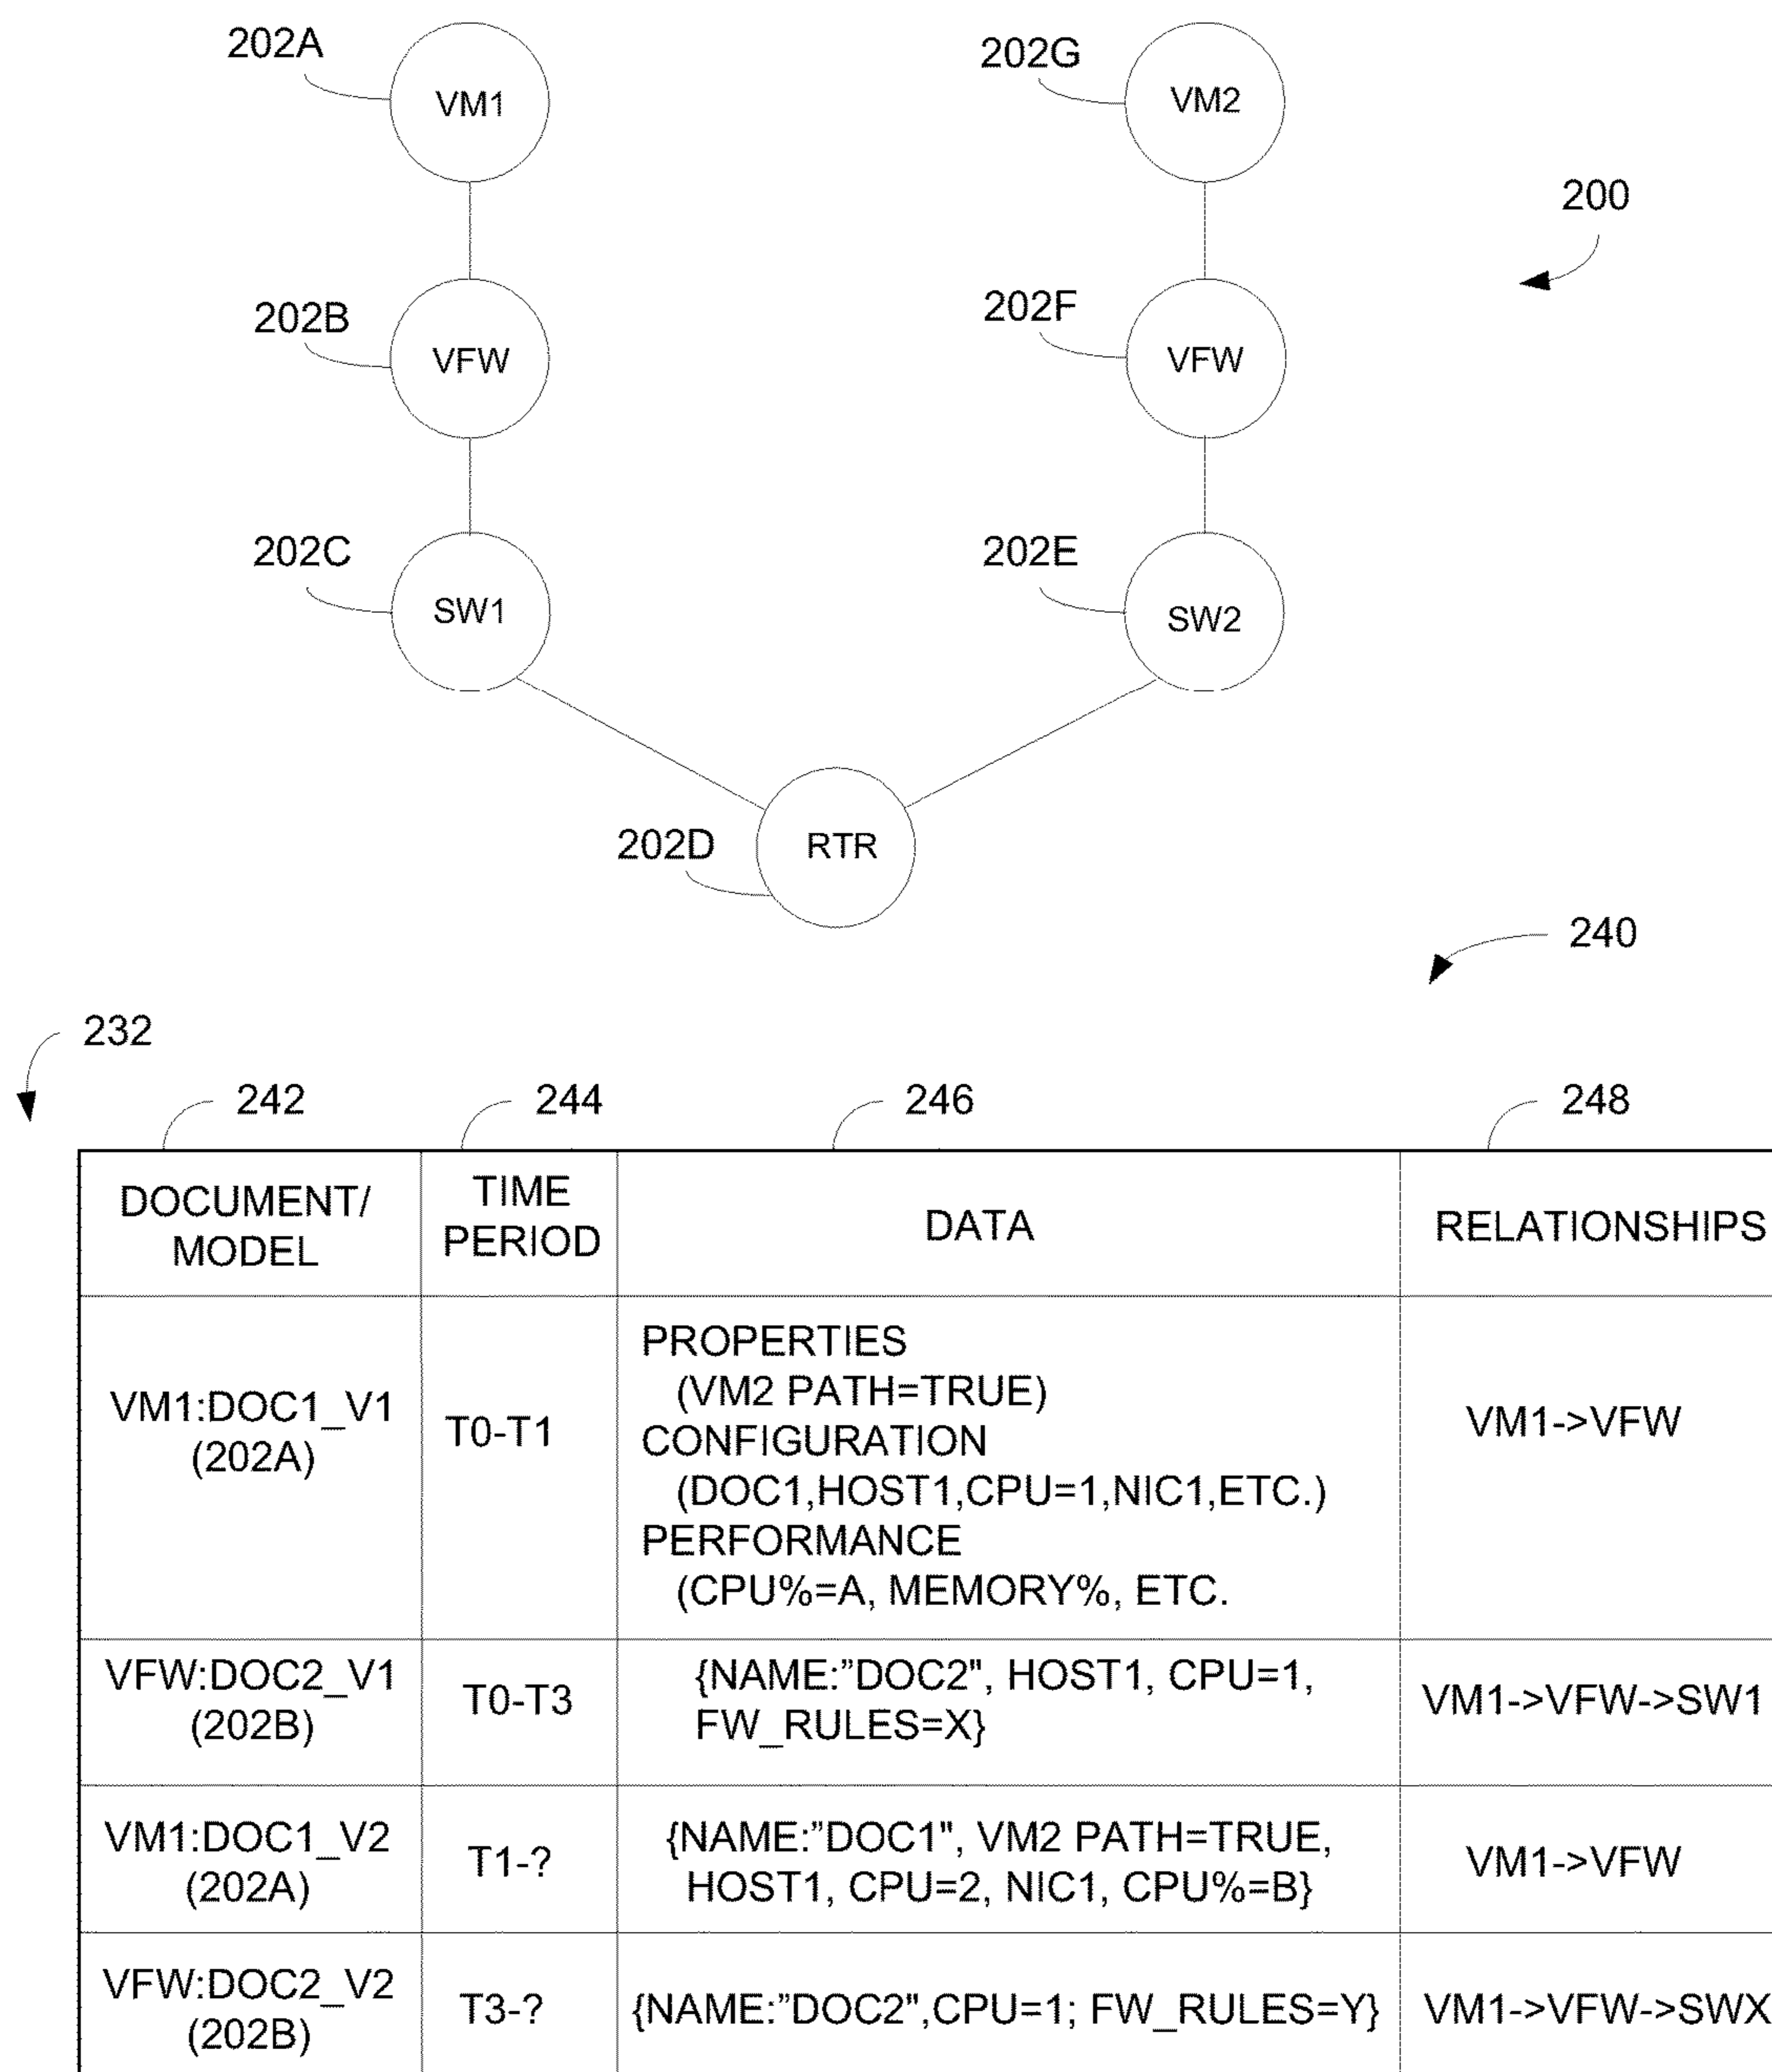 202A
VM1
202G
VM2
200
202B
VFW
202F
VFW
202C
SW1
202E
SW2
202D
RTR
240
232
242
244
246
248
DOCUMENT/
MODEL
TIME
PERIOD
DATA
RELATIONSHIPS
VM1:DOC1_V1
(202A)
T0-T1
PROPERTIES
(VM2 PATH=TRUE)
CONFIGURATION
(DOC1,HOST1,CPU=1,NIC1,ETC.)
PERFORMANCE
(CPU%=A, MEMORY%, ETC.
VM1->VFW
VFW:DOC2_V1
(202B)
T0-T3
{NAME:”DOC2", HOST1, CPU=1,
FW_RULES=X}
VM1->VFW->SW1
VM1:DOC1_V2
(202A)
T1-?
{NAME:”DOC1", VM2 PATH=TRUE,
HOST1, CPU=2, NIC1, CPU%=B}
VM1->VFW
VFW:DOC2_V2
(202B)
T3-?
{NAME:”DOC2",CPU=1; FW_RULES=Y}
VM1->VFW->SWX